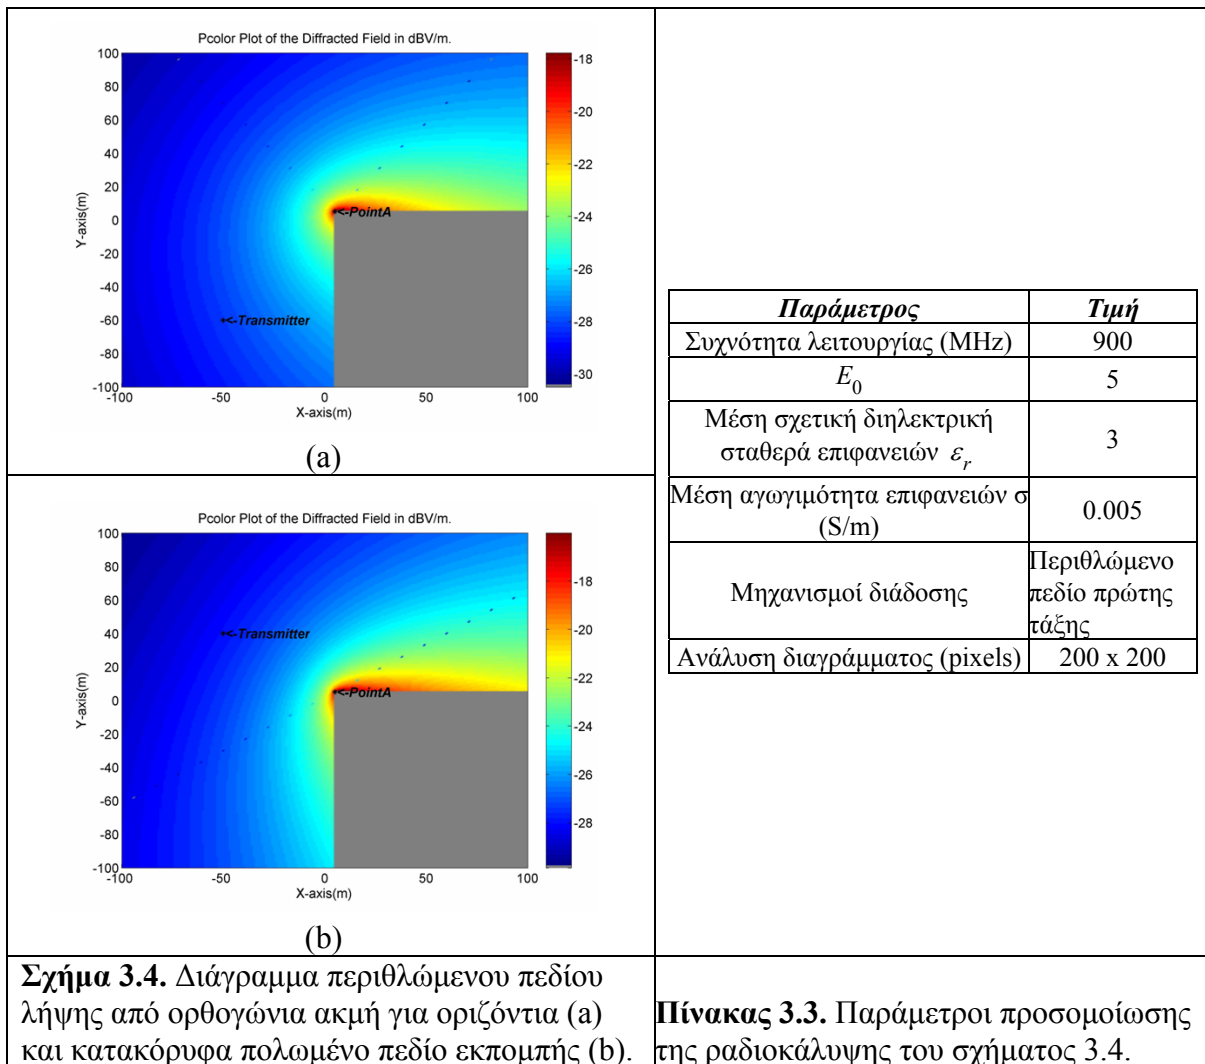 Pcolor Plot of the Diffracted Field in dBV/m.
100
80
60
40
20
0
-20
-40
-60
-80
-100
Y-axis(m)
<-PointA
<-Transmitter
-100
-50
0
50
100
X-axis(m)
-18
-20
-22
-24
-26
-28
-30
(a)
Pcolor Plot of the Diffracted Field in dBV/m.
100
80
60
40
20
0
-20
-40
-60
-80
-100
Y-axis(m)
<-Transmitter
<-PointA
-100
-50
0
50
100
X-axis(m)
-18
-20
-22
-24
-26
-28
(b)
Σχήμα 3.4. Διάγραμμα περιθλώμενου πεδίου
λήψης από ορθογώνια ακμή για οριζόντια (a)
και κατακόρυφα πολωμένο πεδίο εκπομπής (b).
Παράμετρος Τιμή
Συχνότητα λειτουργίας (MHz) 900
E0 5
Μέση σχετική διηλεκτρική
σταθερά επιφανειών εr 3
Μέση αγωγιμότητα επιφανειών σ
(S/m) 0.005
Μηχανισμοί διάδοσης Περιθλώμενο
πεδίο πρώτης
τάξης
Ανάλυση διαγράμματος (pixels) 200 x 200
Πίνακας 3.3. Παράμετροι προσομοίωσης
της ραδιοκάλυψης του σχήματος 3.4.